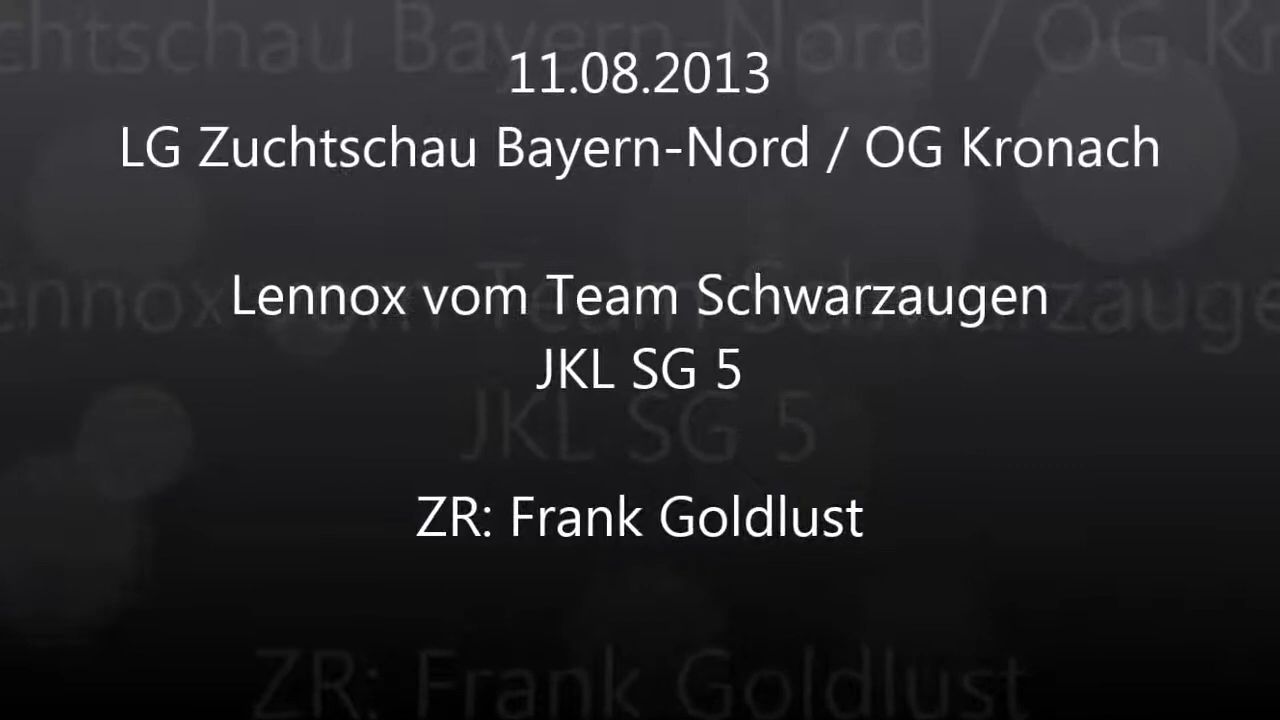 11.08.2013
LG Zuchtschau Bayern-Nord / OG Kronach
Lennox vom Team Schwarzaugen
JKL SG 5
ZR: Frank Goldlust